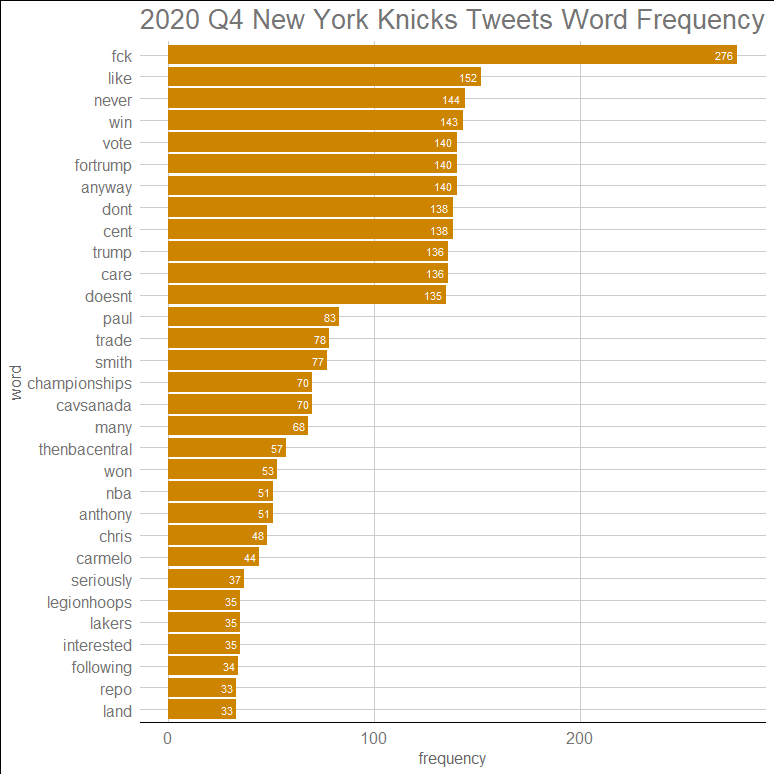 2020 Q4 New York Knicks Tweets Word Frequency
fck 276
like 152
never 144
win 143
vote 140
fortrump 140
anyway 140
dont 138
cent 138
trump 136
care 136
doesnt 135
paul 83
trade 78
smith 77
championships 70
cavsanada 70
many 68
thenbacentral 57
won 53
nba 51
anthony 51
chris 48
carmelo 44
seriously 37
legionhoops 35
lakers 35
interested 35
following 34
repo 33
land 33
word
0 100 200
frequency